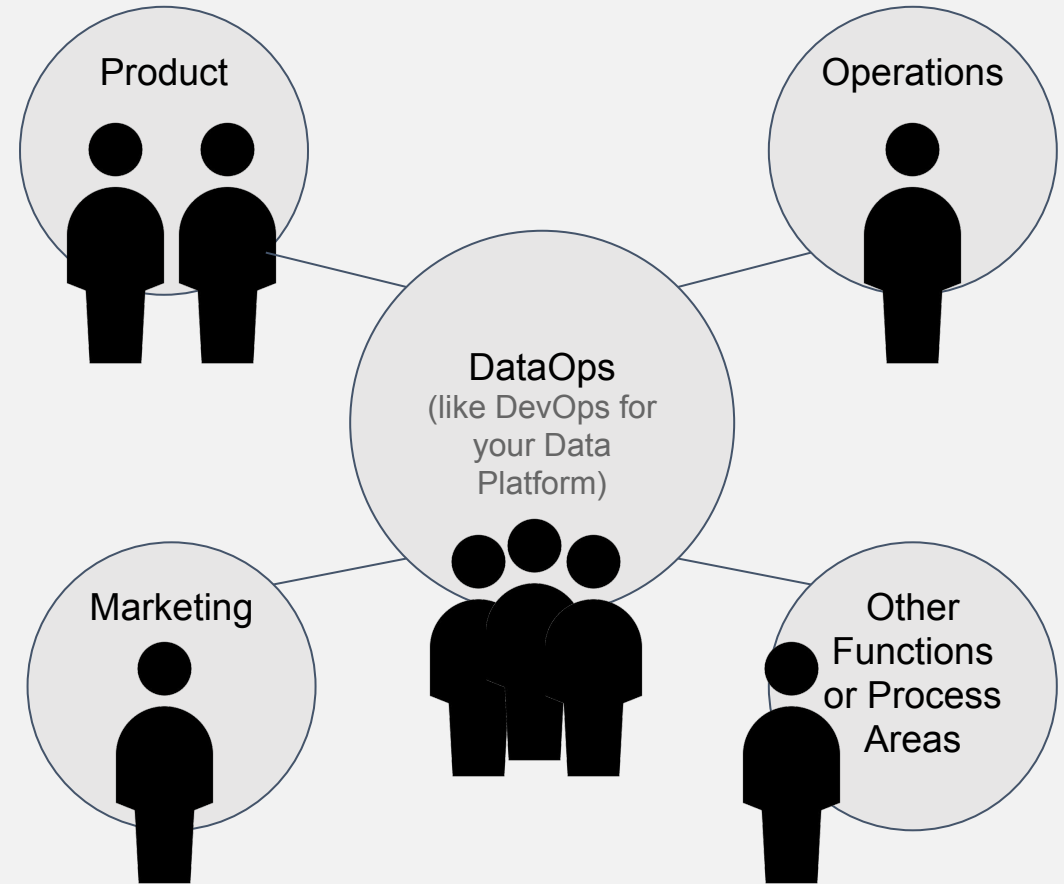 Product
Operations
DataOps
(like DevOps for
your Data
Platform)
Marketing
Other
Functions
or Process
Areas